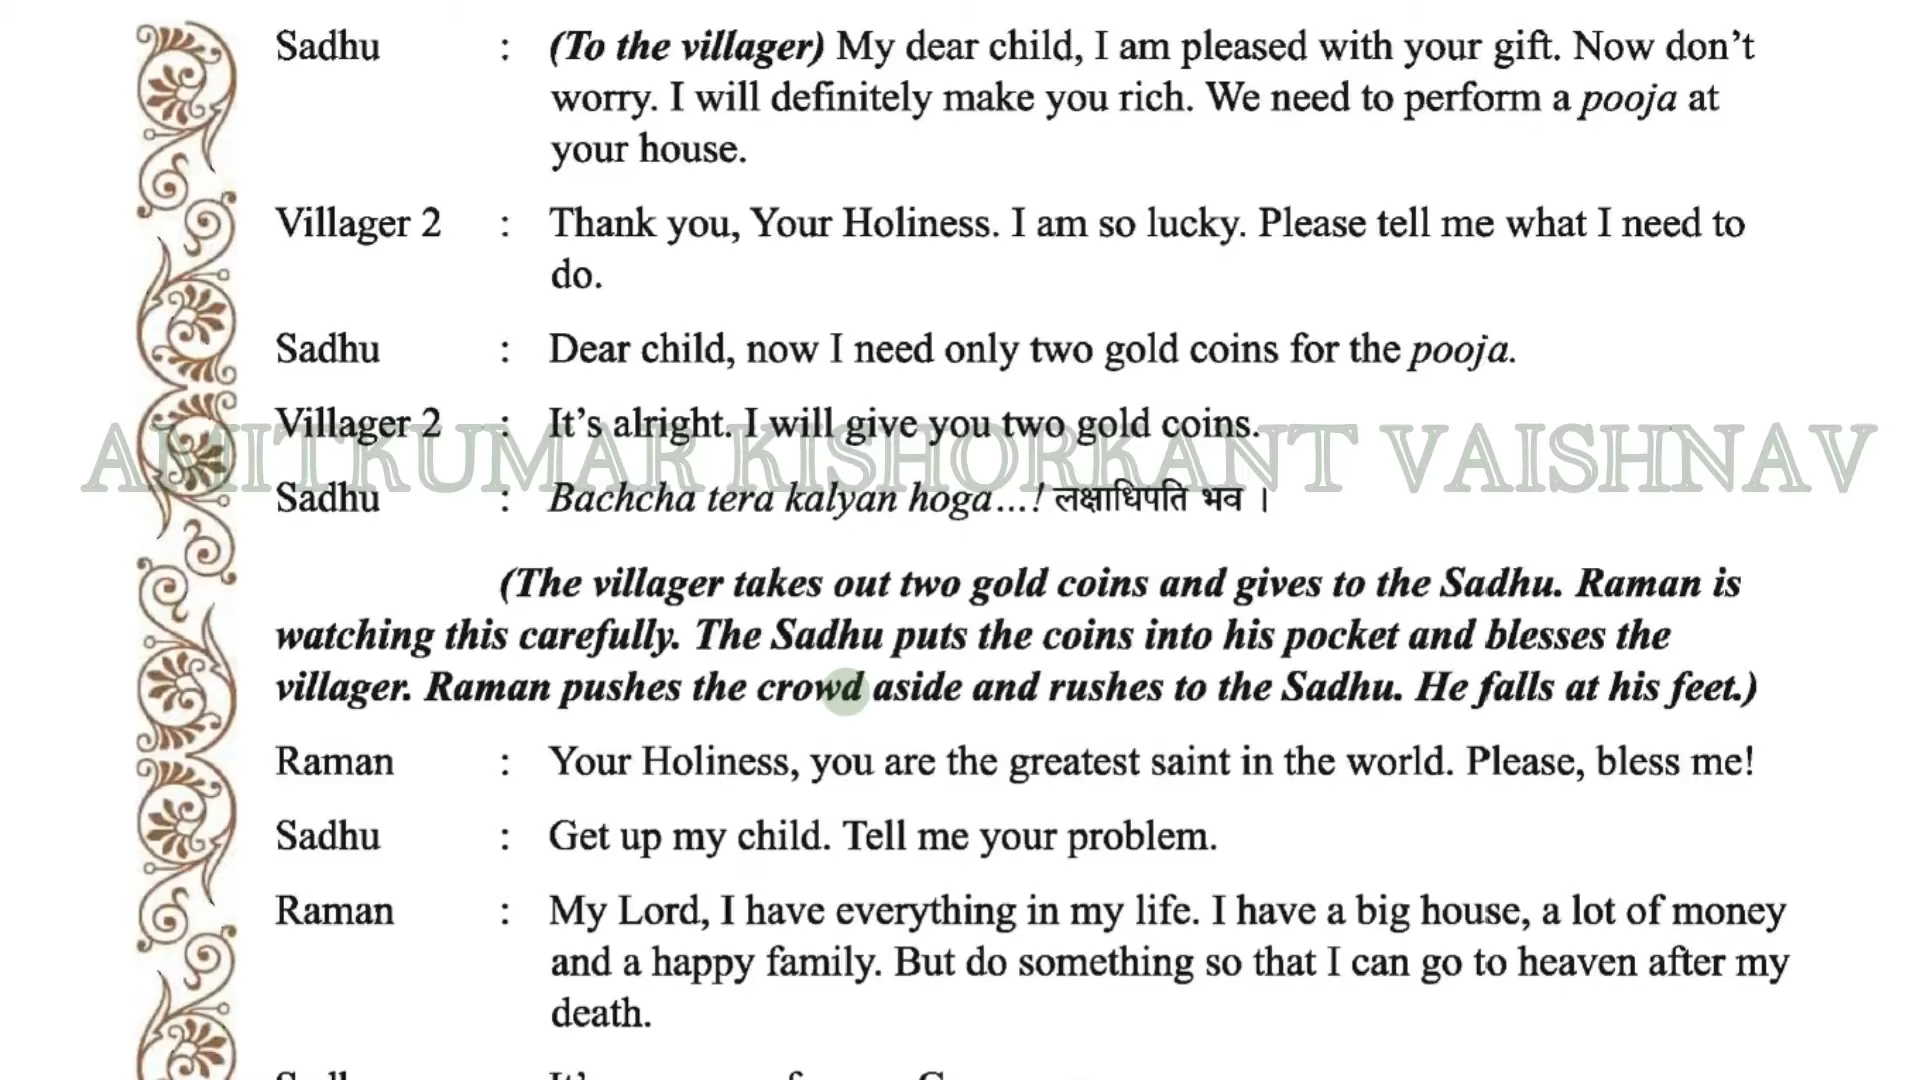 Sadhu : (To the villager) My dear child, I am pleased with your gift. Now don’t
worry. I will definitely make you rich. We need to perform a pooja at
your house.
Villager 2 : Thank you, Your Holiness. I am so lucky. Please tell me what I need to
do.
Sadhu : Dear child, now I need only two gold coins for the pooja.
Villager 2 : It’s alright. I will give you two gold coins.
AMITKUMAR KISHORKANT VAISHNAV
Sadhu : Bachcha tera kalyan hoga...! लक्षाधिपति भव ।
(The villager takes out two gold coins and gives to the Sadhu. Raman is
watching this carefully. The Sadhu puts the coins into his pocket and blesses the
villager. Raman pushes the crowd aside and rushes to the Sadhu. He falls at his feet.)
Raman : Your Holiness, you are the greatest saint in the world. Please, bless me!
Sadhu : Get up my child. Tell me your problem.
Raman : My Lord, I have everything in my life. I have a big house, a lot of money
and a happy family. But do something so that I can go to heaven after my
death.